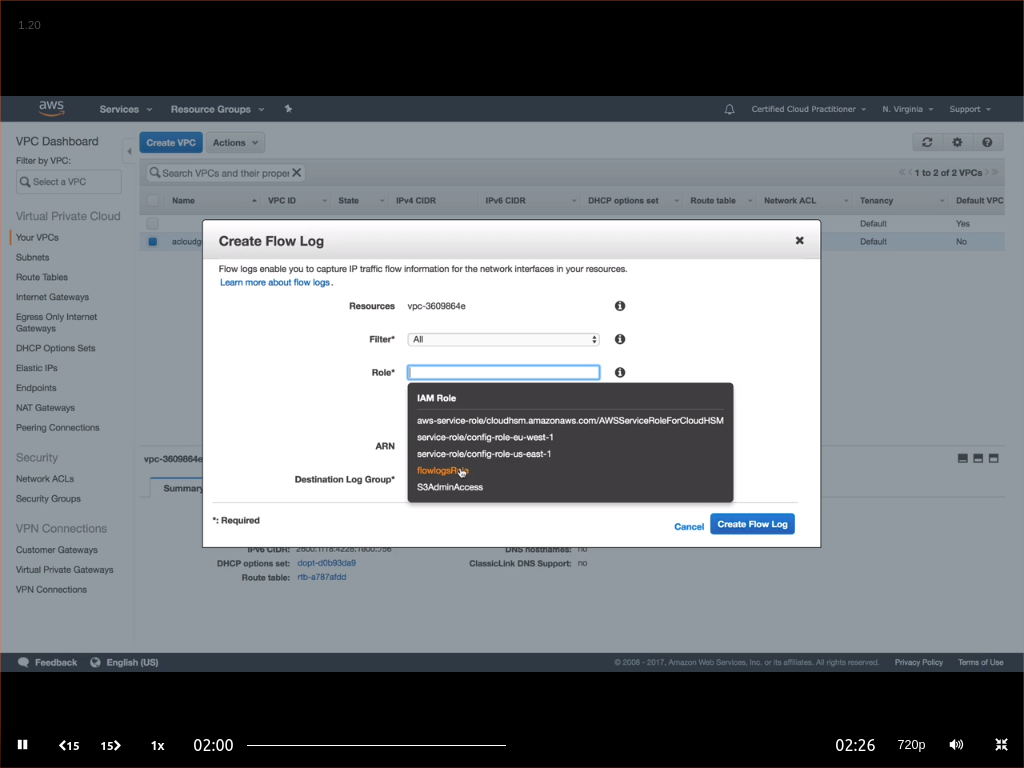 1.20
aws Services Resource Groups Certified Cloud Practitioner N. Virginia Support
VPC Dashboard
Filter by VPC:
Select a VPC
Virtual Private Cloud
Your VPCs
Subnets
Route Tables
Internet Gateways
Egress Only Internet
Gateways
DHCP Options Sets
Elastic IPs
Endpoints
NAT Gateways
Peering Connections
Security
Network ACLs
Security Groups
VPN Connections
Customer Gateways
Virtual Private Gateways
VPN Connections
Create VPC Actions
Search VPCs and their proper
1 to 2 of 2 VPCs
Name VPC ID State IPv4 CIDR IPv6 CIDR DHCP options set Route table Network ACL Tenancy Default VPC
Default Yes
Default No
Create Flow Log
Flow logs enable you to capture IP traffic flow information for the network interfaces in your resources.
Learn more about flow logs.
Resources vpc-3609864e
Filter* All
Role*
IAM Role
aws-service-role/cloudhsm.amazonaws.com/AWSServiceRoleForCloudHSM
service-role/config-role-eu-west-1
service-role/config-role-us-east-1
flowlogsRole
S3AdminAccess
ARN
Destination Log Group*
*: Required
Cancel Create Flow Log
vpc-3609864e
Summary
IPv6 CIDR: DNS hostnames: no
DHCP options set: dopt-d0b93da9 ClassicLink DNS Support: no
Route table: rtb-a787afdd
Feedback English (US) © 2008 - 2017, Amazon Web Services, Inc. or its affiliates. All rights reserved. Privacy Policy Terms of Use
15 15 1x 02:00 02:26 720p